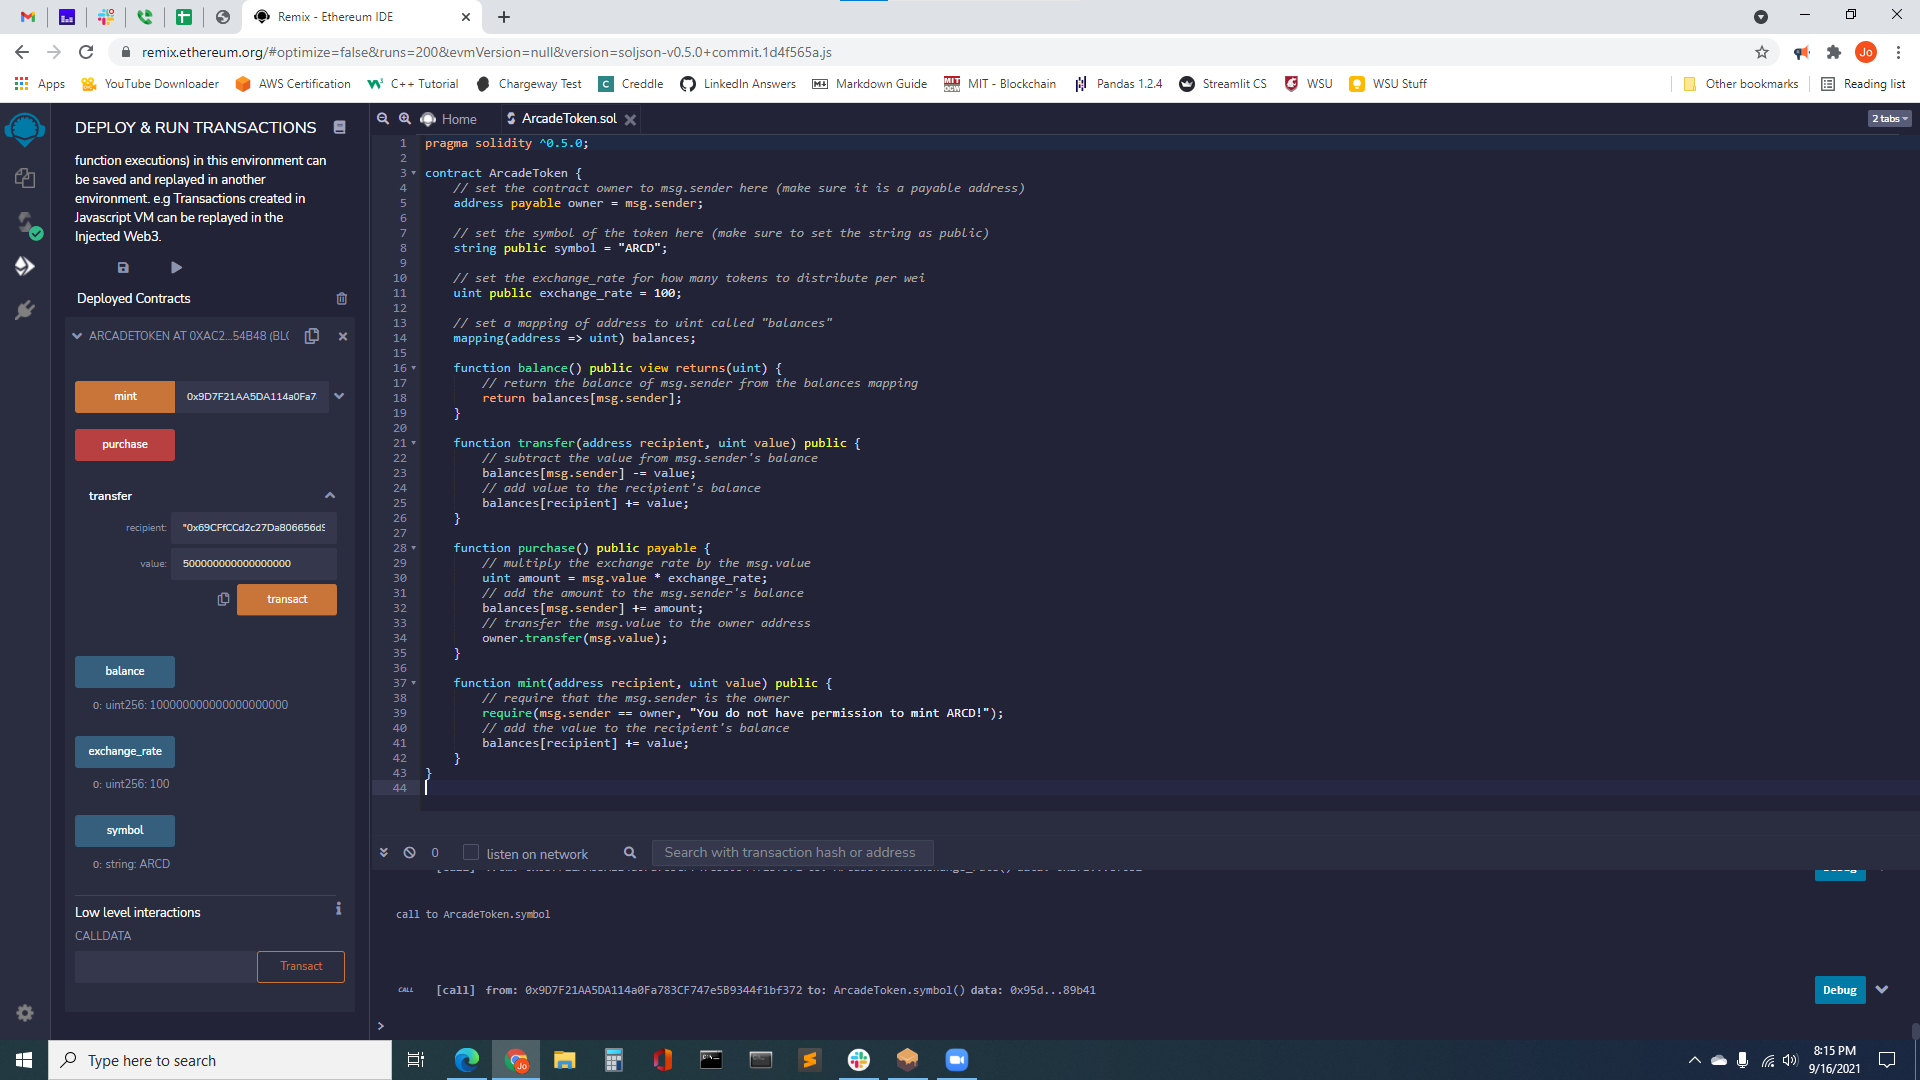 Remix - Ethereum IDE
remix.ethereum.org/#optimize=false&runs=200&evmVersion=null&version=soljson-v0.5.0+commit.1d4f565a.js
Jo
Apps YouTube Downloader AWS Certification C++ Tutorial Chargeway Test Creddle LinkedIn Answers Markdown Guide MIT - Blockchain Pandas 1.2.4 Streamlit CS WSU WSU Stuff Other bookmarks Reading list
DEPLOY & RUN TRANSACTIONS
function executions) in this environment can
be saved and replayed in another
environment. e.g Transactions created in
Javascript VM can be replayed in the
Injected Web3.
Deployed Contracts
ARCADETOKEN AT 0XAC2...54B48 (BLO
mint 0x9D7F21AA5DA114a0Fa7
purchase
transfer
recipient: "0x69CFfCCd2c27Da806656d9
value: 500000000000000000
transact
balance
0: uint256: 100000000000000000000
exchange_rate
0: uint256: 100
symbol
0: string: ARCD
Low level interactions
CALLDATA
Transact
Home ArcadeToken.sol 2 tabs
1 pragma solidity ^0.5.0;
2
3 contract ArcadeToken {
4 // set the contract owner to msg.sender here (make sure it is a payable address)
5 address payable owner = msg.sender;
6
7 // set the symbol of the token here (make sure to set the string as public)
8 string public symbol = "ARCD";
9
10 // set the exchange_rate for how many tokens to distribute per wei
11 uint public exchange_rate = 100;
12
13 // set a mapping of address to uint called "balances"
14 mapping(address => uint) balances;
15
16 function balance() public view returns(uint) {
17 // return the balance of msg.sender from the balances mapping
18 return balances[msg.sender];
19 }
20
21 function transfer(address recipient, uint value) public {
22 // subtract the value from msg.sender's balance
23 balances[msg.sender] -= value;
24 // add value to the recipient's balance
25 balances[recipient] += value;
26 }
27
28 function purchase() public payable {
29 // multiply the exchange rate by the msg.value
30 uint amount = msg.value * exchange_rate;
31 // add the amount to the msg.sender's balance
32 balances[msg.sender] += amount;
33 // transfer the msg.value to the owner address
34 owner.transfer(msg.value);
35 }
36
37 function mint(address recipient, uint value) public {
38 // require that the msg.sender is the owner
39 require(msg.sender == owner, "You do not have permission to mint ARCD!");
40 // add the value to the recipient's balance
41 balances[recipient] += value;
42 }
43 }
44
0 listen on network Search with transaction hash or address
call to ArcadeToken.symbol
CALL [call] from: 0x9D7F21AA5DA114a0Fa783CF747e5B9344f1bf372 to: ArcadeToken.symbol() data: 0x95d...89b41 Debug
>
Type here to search
8:15 PM
9/16/2021